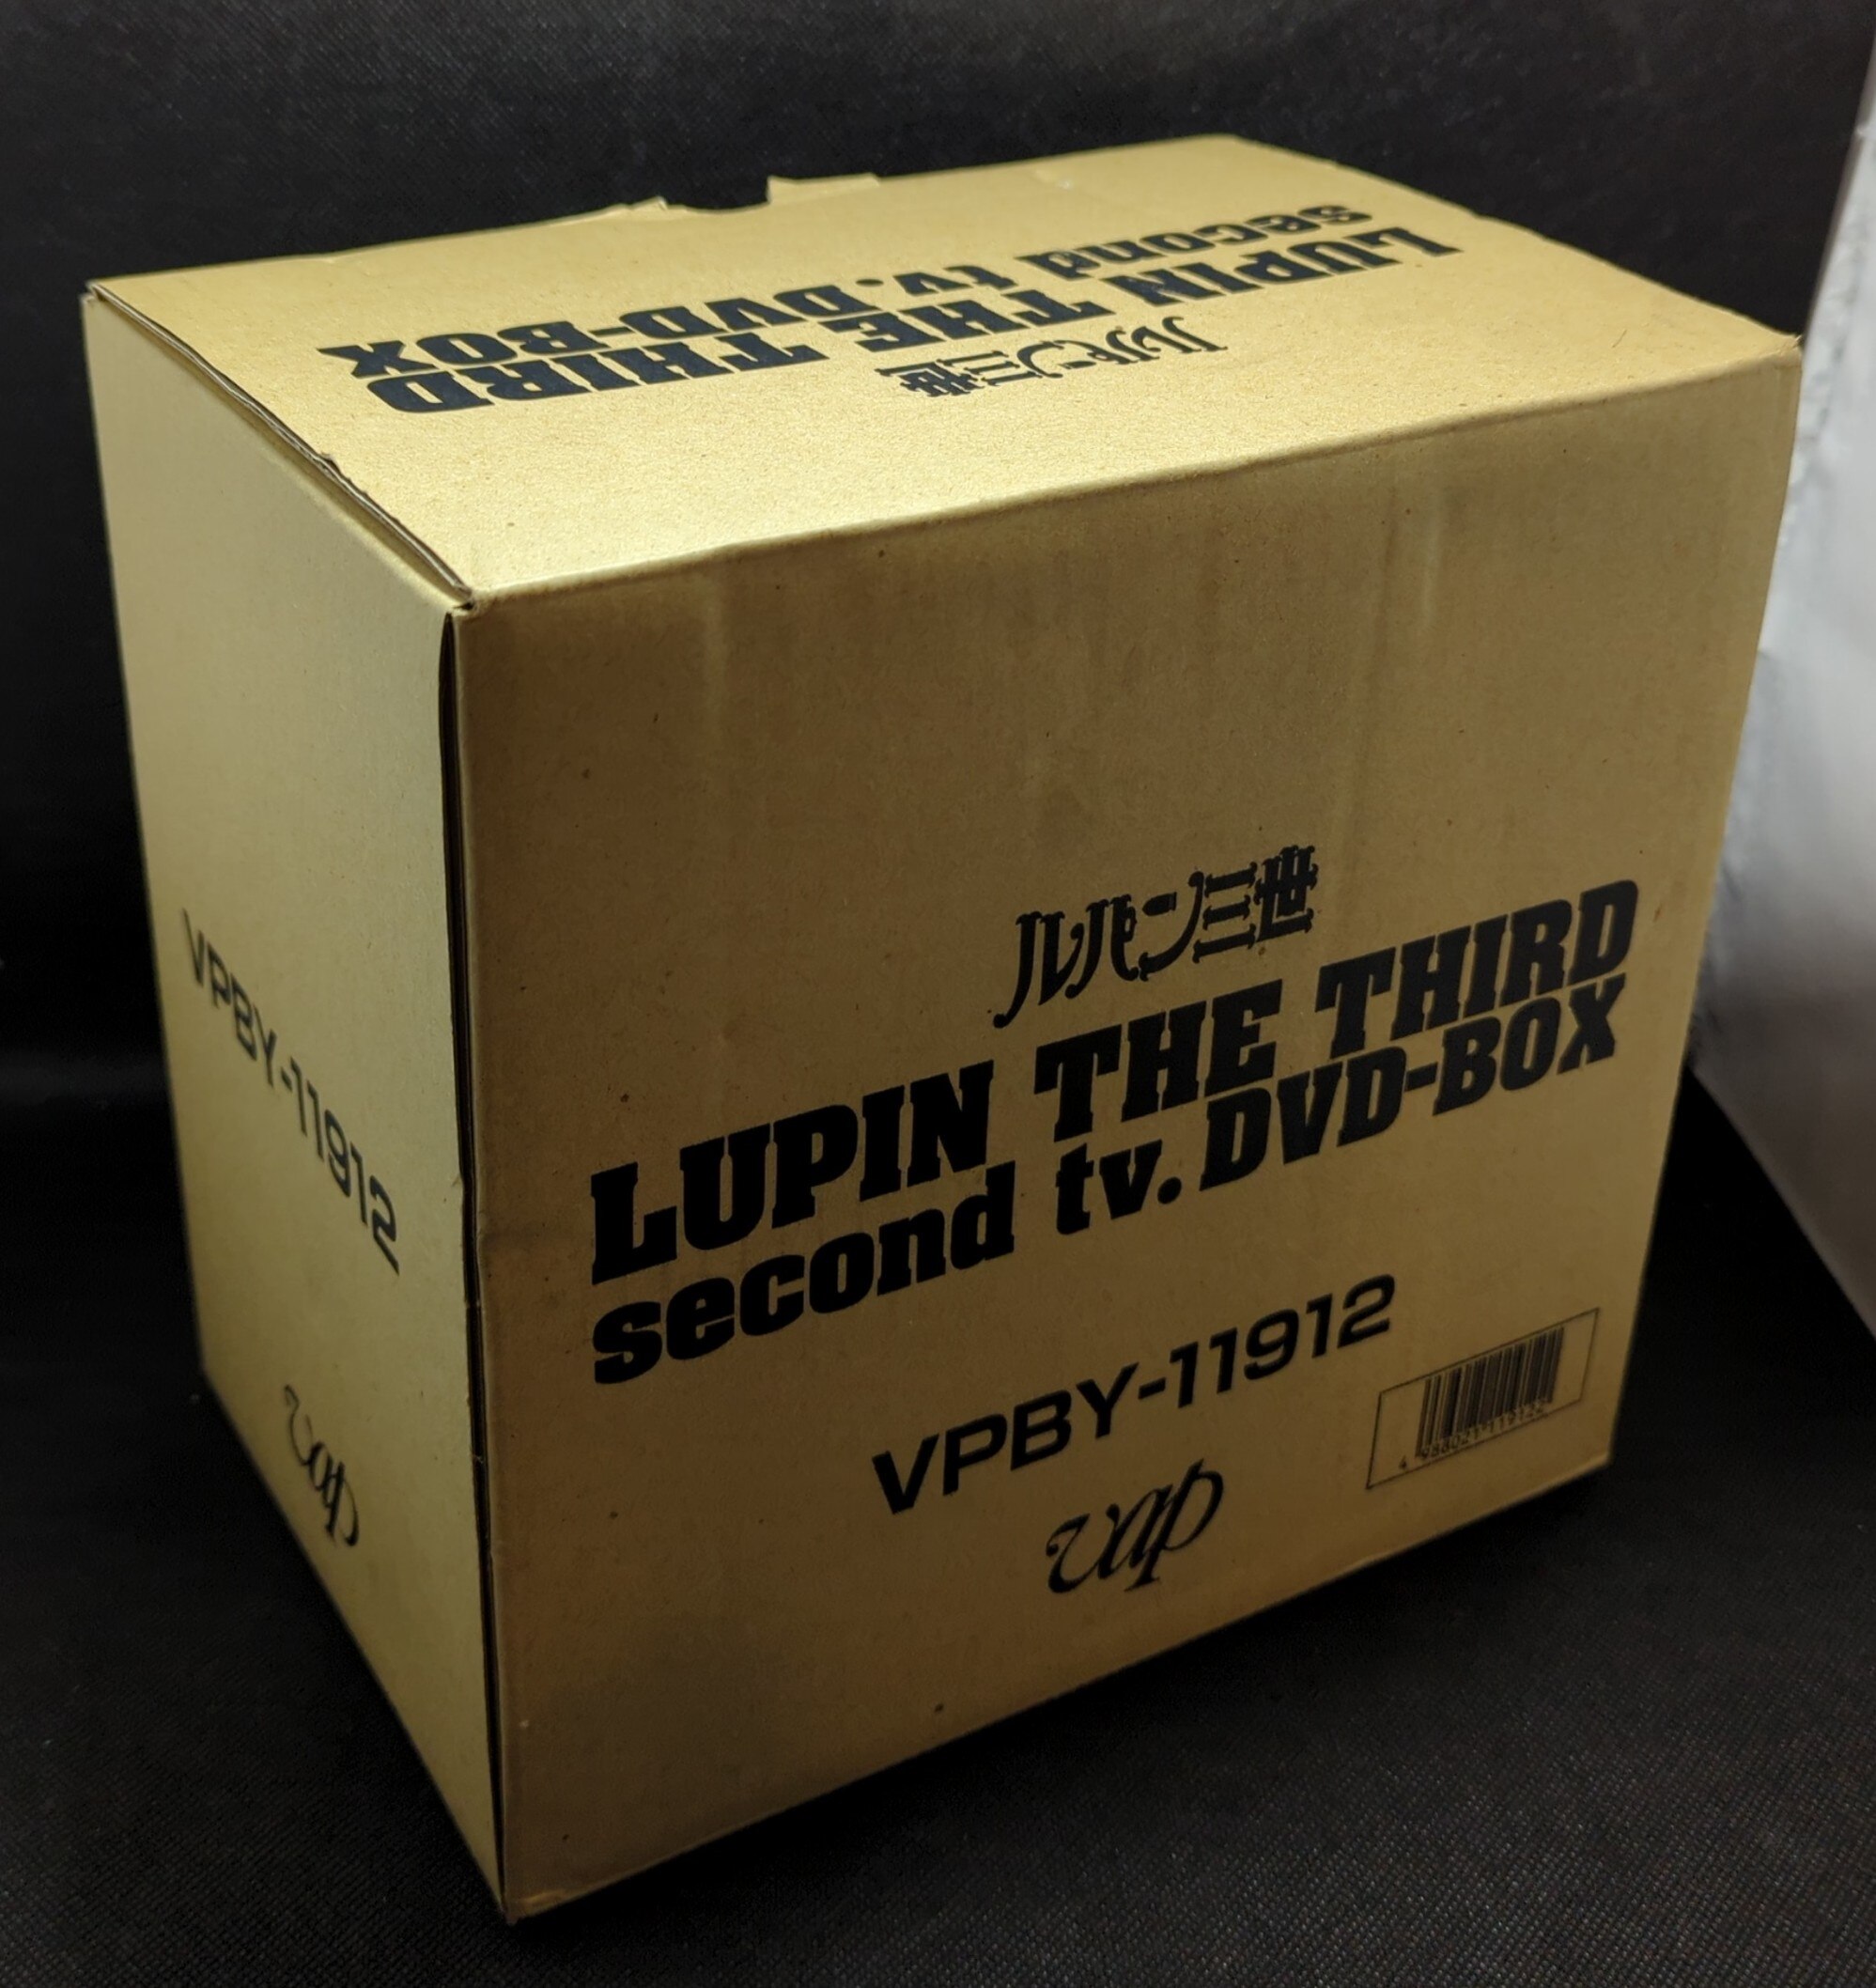 ルパン三世
LUPIN THE THIRD
second tv. DVD-BOX
ルパン三世
LUPIN THE THIRD
second tv. DVD-BOX
VPBY-11912
vap
VPBY-11912
vap